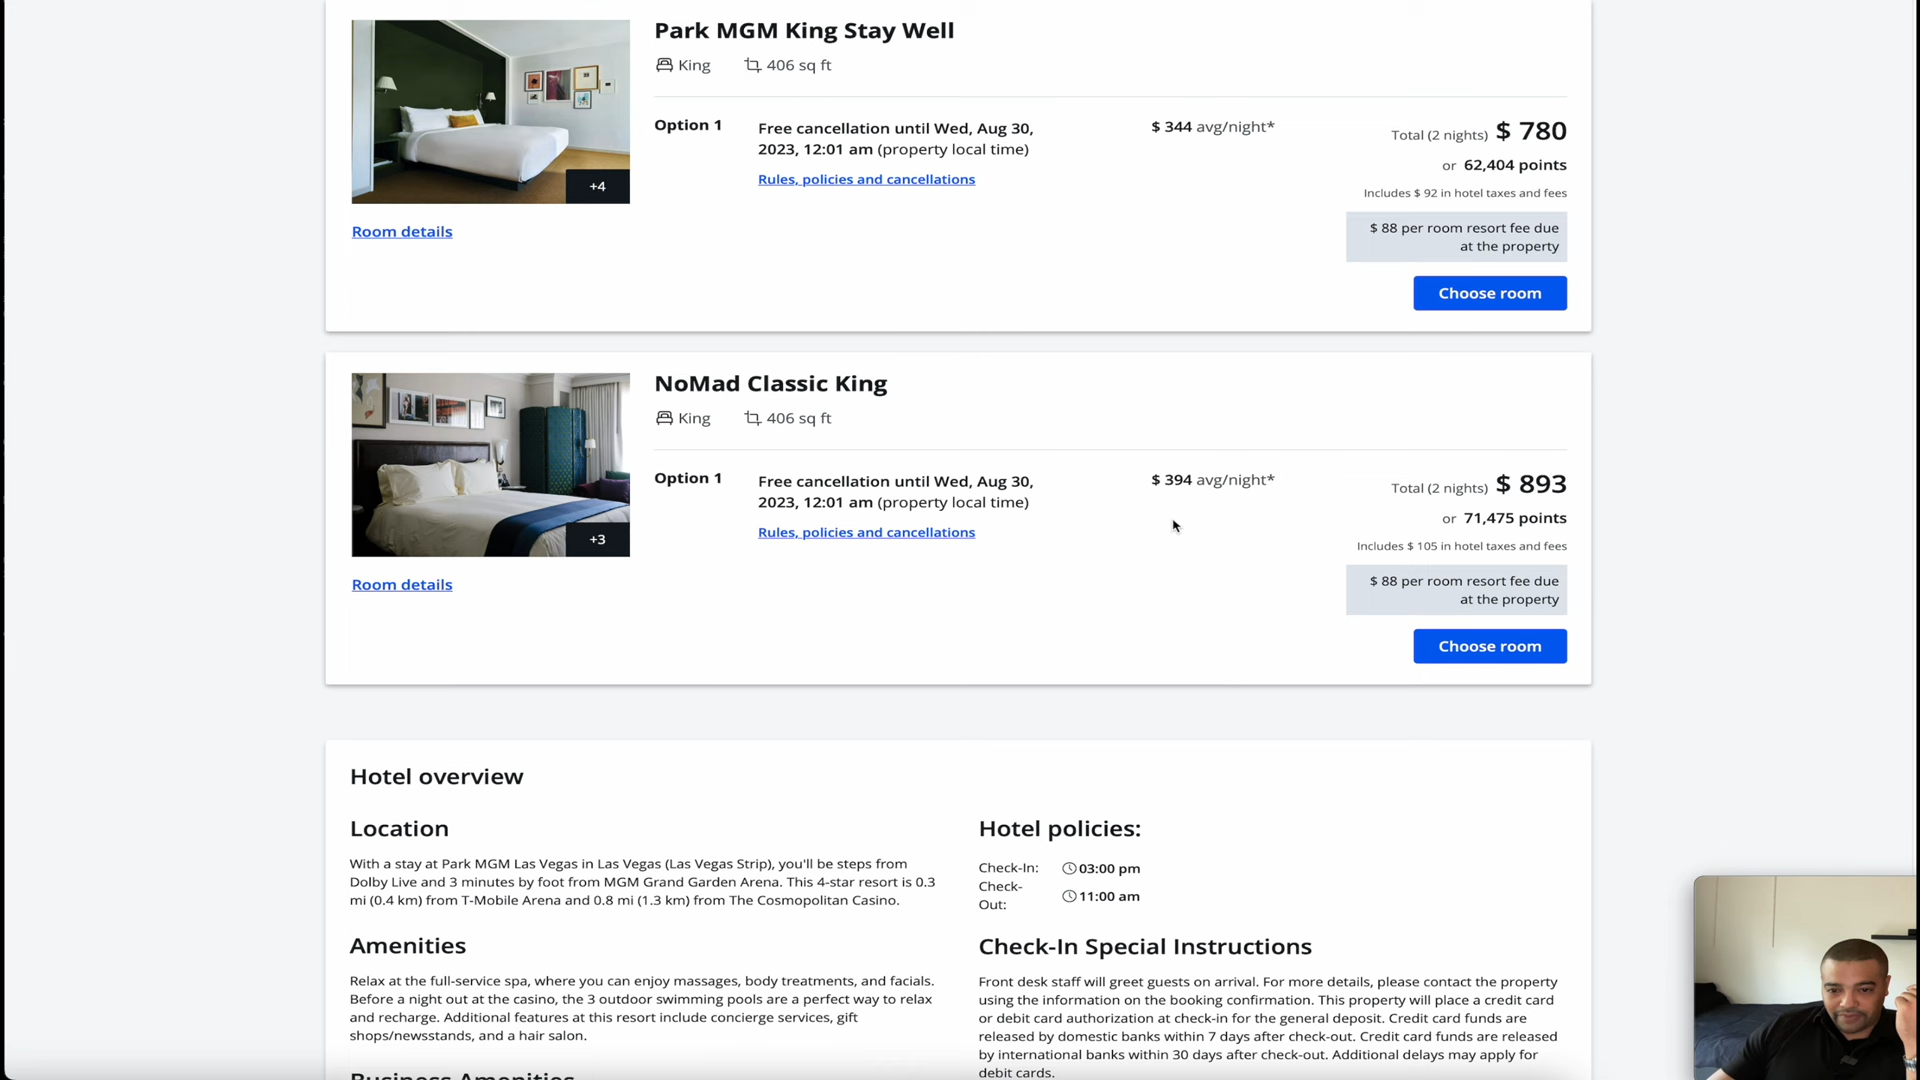 Park MGM King Stay Well
King 406 sq ft
Option 1
Free cancellation until Wed, Aug 30,
2023, 12:01 am (property local time)
Rules, policies and cancellations
$ 344 avg/night*
Total (2 nights) $ 780
or 62,404 points
Includes $ 92 in hotel taxes and fees
$ 88 per room resort fee due
at the property
Choose room
+4
Room details
NoMad Classic King
King 406 sq ft
Option 1
Free cancellation until Wed, Aug 30,
2023, 12:01 am (property local time)
Rules, policies and cancellations
$ 394 avg/night*
Total (2 nights) $ 893
or 71,475 points
Includes $ 105 in hotel taxes and fees
$ 88 per room resort fee due
at the property
Choose room
+3
Room details
Hotel overview
Location
With a stay at Park MGM Las Vegas in Las Vegas (Las Vegas Strip), you'll be steps from
Dolby Live and 3 minutes by foot from MGM Grand Garden Arena. This 4-star resort is 0.3
mi (0.4 km) from T-Mobile Arena and 0.8 mi (1.3 km) from The Cosmopolitan Casino.
Amenities
Relax at the full-service spa, where you can enjoy massages, body treatments, and facials.
Before a night out at the casino, the 3 outdoor swimming pools are a perfect way to relax
and recharge. Additional features at this resort include concierge services, gift
shops/newsstands, and a hair salon.
Business Amenities
Hotel policies:
Check-In: 03:00 pm
Check-
Out: 11:00 am
Check-In Special Instructions
Front desk staff will greet guests on arrival. For more details, please contact the property
using the information on the booking confirmation. This property will place a credit card
or debit card authorization at check-in for the general deposit. Credit card funds are
released by domestic banks within 7 days after check-out. Credit card funds are released
by international banks within 30 days after check-out. Additional delays may apply for
debit cards.